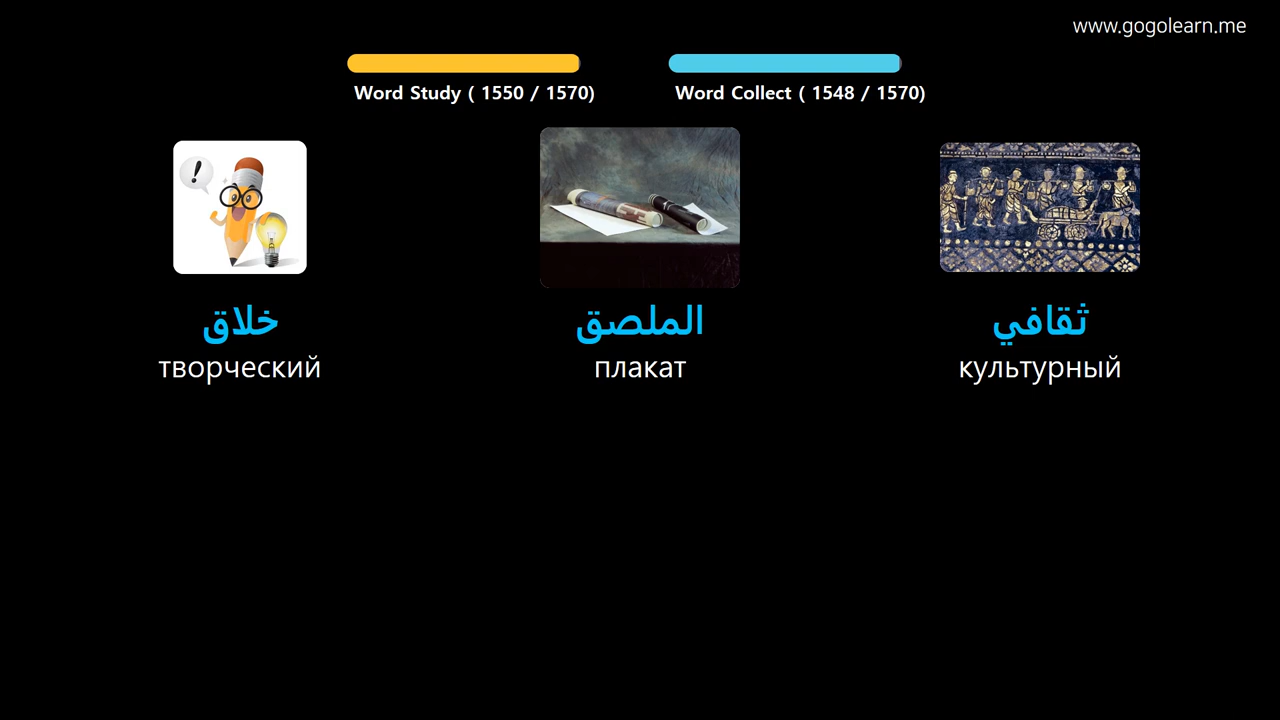 www.gogolearn.me
Word Study ( 1550 / 1570)
Word Collect ( 1548 / 1570)
!
خلاق
творческий
الملصق
плакат
ثقافي
культурный